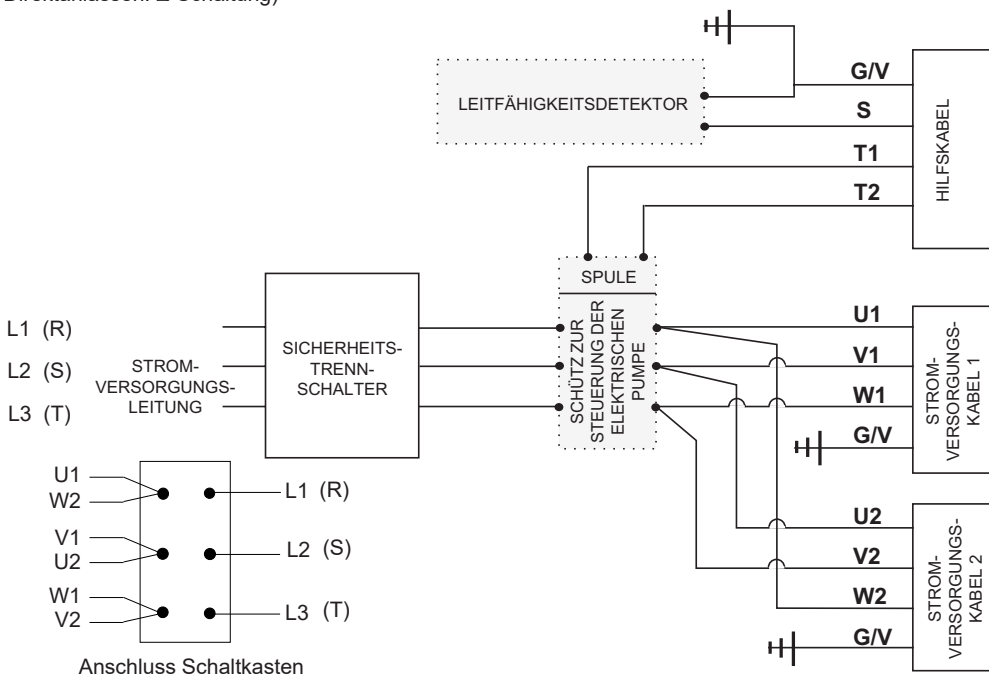 G/V
LEITFÄHIGKEITSDETEKTOR
S
T1
T2
HILFSKABEL
SPULE
L1 (R)
L2 (S)
L3 (T)
STROM-
VERSORGUNGS-
LEITUNG
SICHERHEITS-
TRENN-
SCHALTER
SCHÜTZ ZUR
STEUERUNG DER
ELEKTRISCHEN
PUMPE
U1
V1
W1
G/V
STROM-
VERSORGUNGS-
KABEL 1
U2
V2
W2
G/V
STROM-
VERSORGUNGS-
KABEL 2
U1
W2
V1
U2
W1
V2
L1 (R)
L2 (S)
L3 (T)
Anschluss Schaltkasten